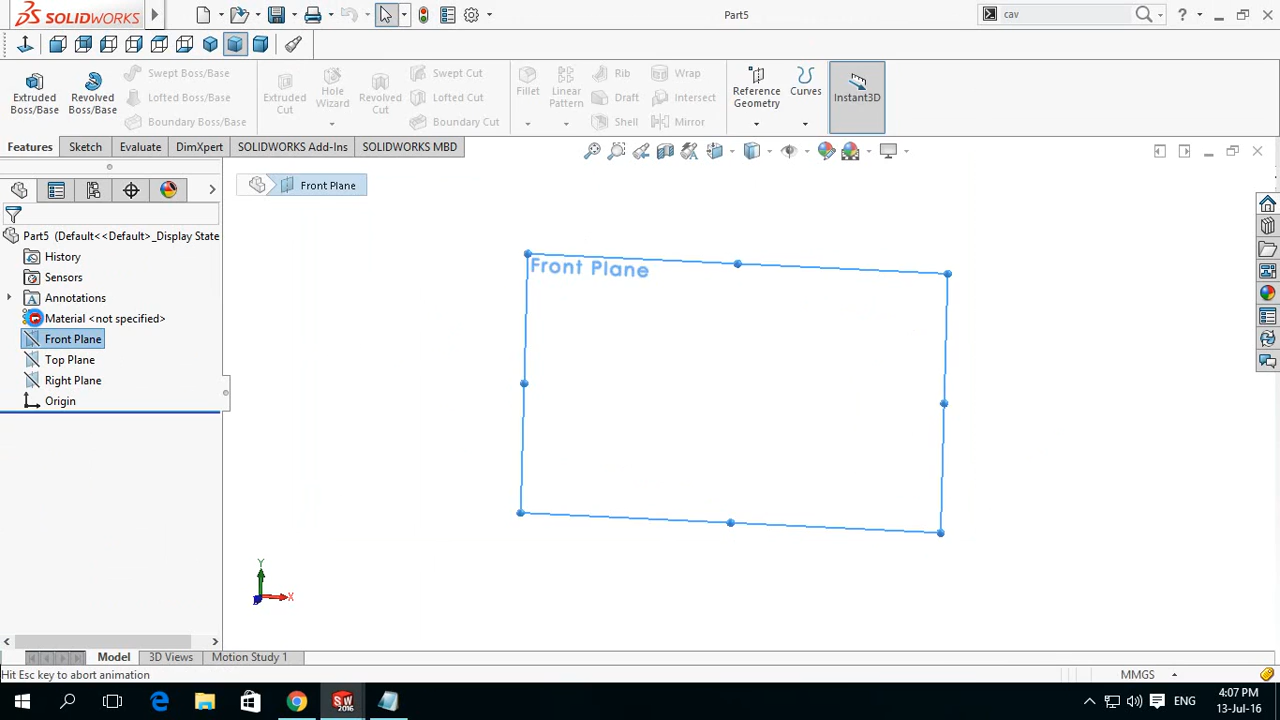 SOLIDWORKS
Part5
cav
Extruded Boss/Base
Revolved Boss/Base
Swept Boss/Base
Lofted Boss/Base
Boundary Boss/Base
Extruded Cut
Hole Wizard
Revolved Cut
Swept Cut
Lofted Cut
Boundary Cut
Fillet
Linear Pattern
Rib
Draft
Shell
Wrap
Intersect
Mirror
Reference Geometry
Curves
Instant3D
Features
Sketch
Evaluate
DimXpert
SOLIDWORKS Add-Ins
SOLIDWORKS MBD
Front Plane
Part5 (Default<<Default>_Display State
History
Sensors
Annotations
Material <not specified>
Front Plane
Top Plane
Right Plane
Origin
Front Plane
Y
X
Model
3D Views
Motion Study 1
Hit Esc key to abort animation
MMGS
SW 2016
ENG
4:07 PM
13-Jul-16